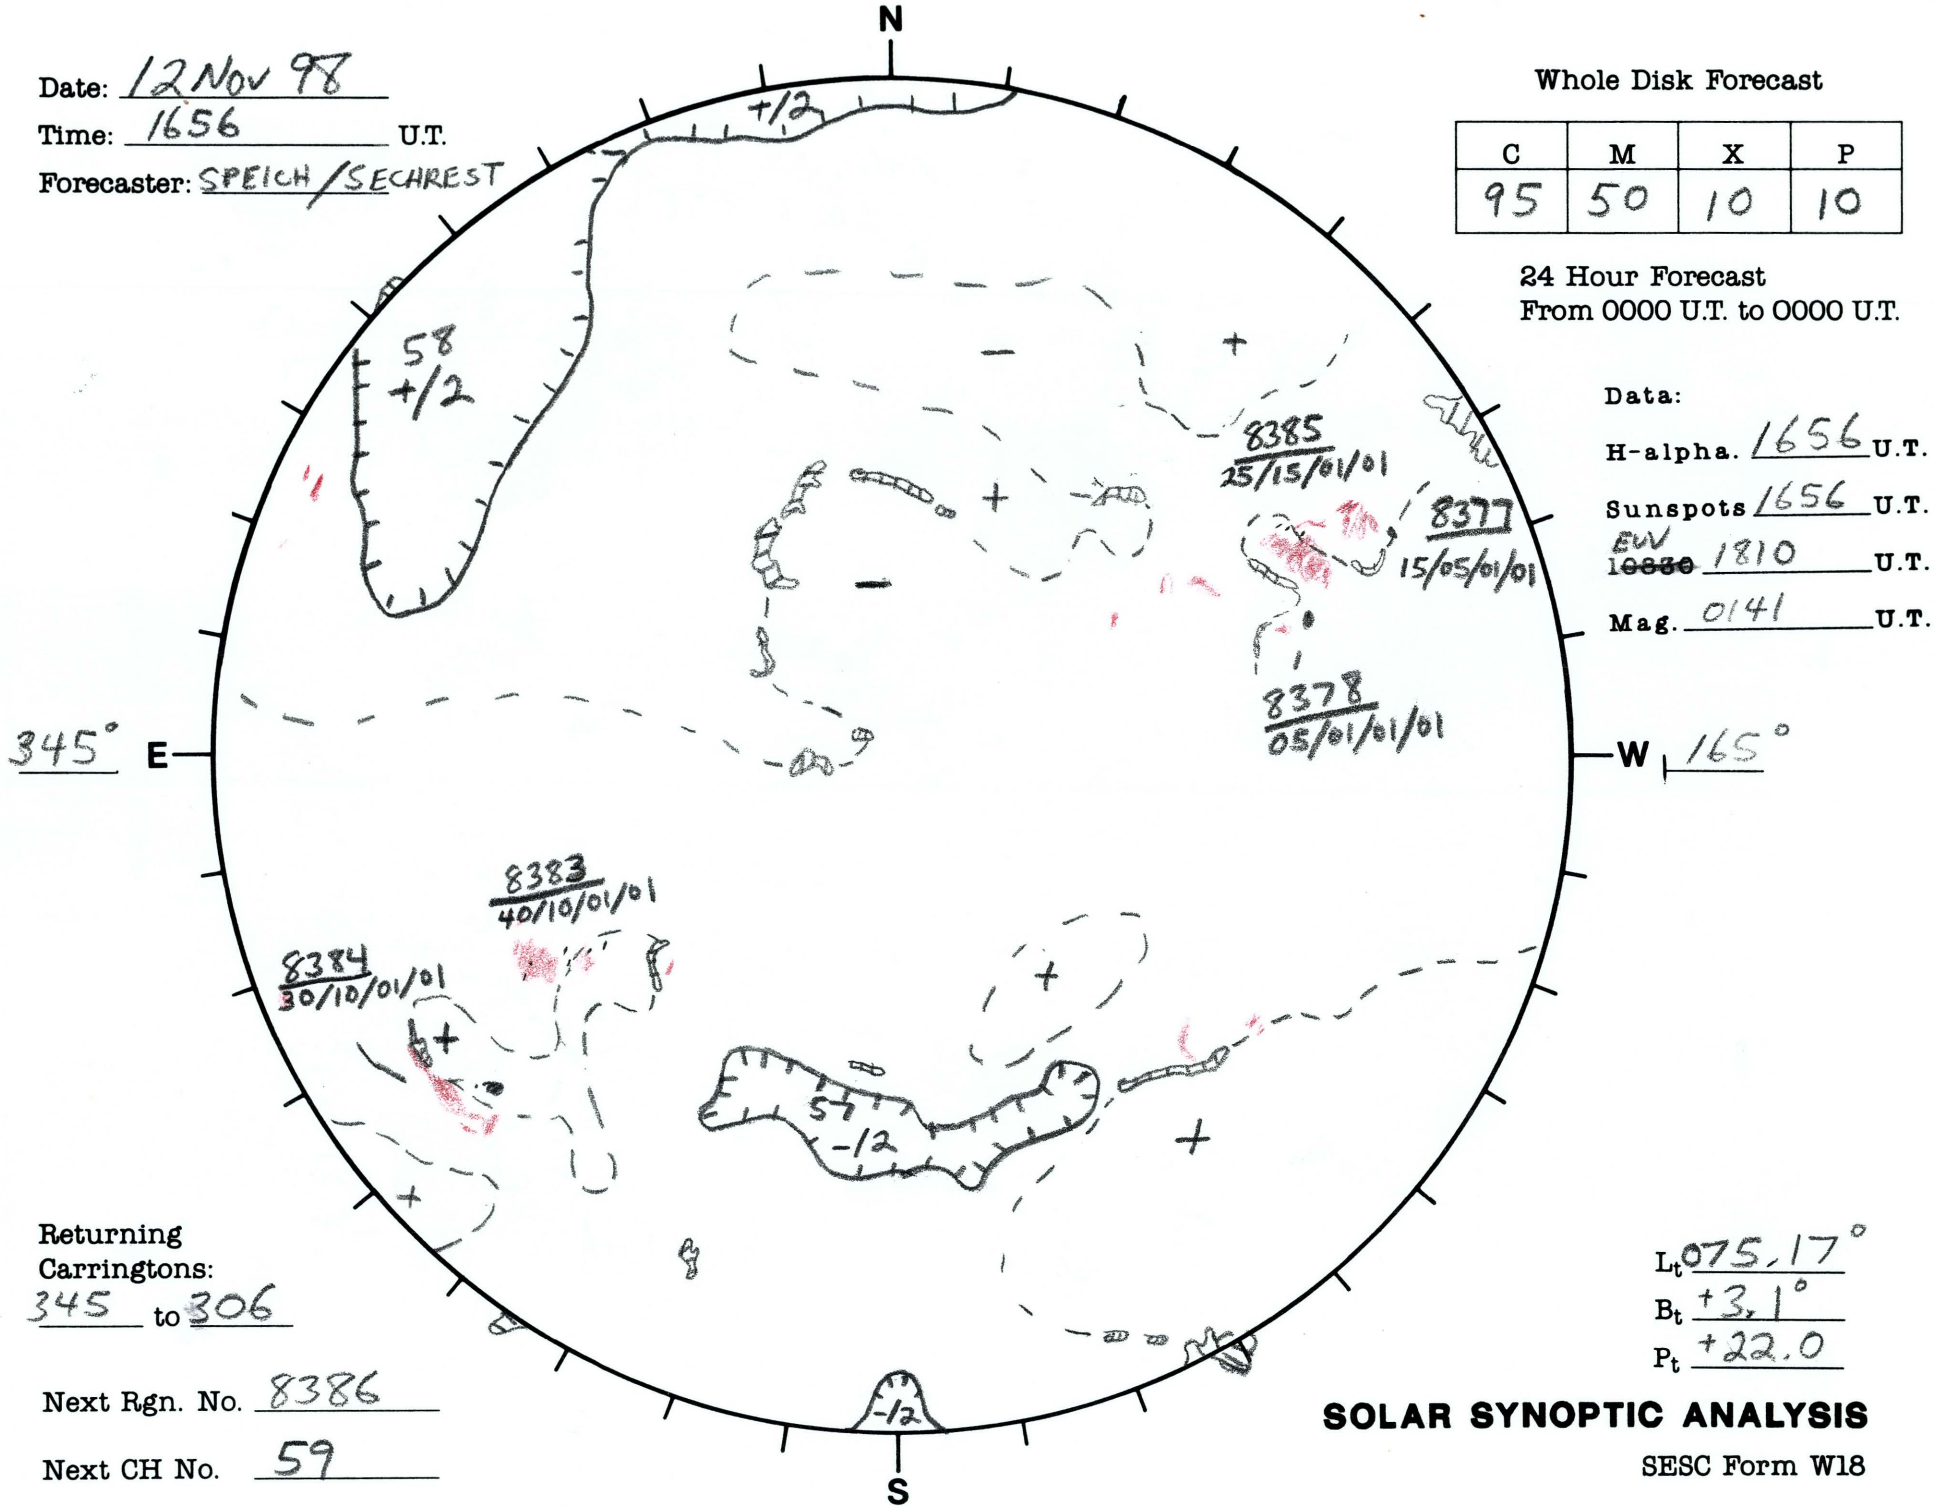 N
Date: 12 Nov 98
Time: 1656 U.T.
Forecaster: SPEICH/SECHREST
Whole Disk Forecast
C M X P
95 50 10 10
24 Hour Forecast
From 0000 U.T. to 0000 U.T.
Data:
H-alpha. 1656 U.T.
Sunspots 1656 U.T.
EUV
10830 1810 U.T.
Mag. 0141 U.T.
+/2
58
+/2
-
+
8385
25/15/01/01
+
-
8377
15/05/01/01
8378
05/01/01/01
345° E
W 165°
8383
40/10/01/01
8384
30/10/01/01
+
+
57
-/2
+
+
-/2
S
Returning
Carringtons:
345 to 306
Next Rgn. No. 8386
Next CH No. 59
Lt 075.17°
Bt +3.1°
Pt +22.0
SOLAR SYNOPTIC ANALYSIS
SESC Form W18